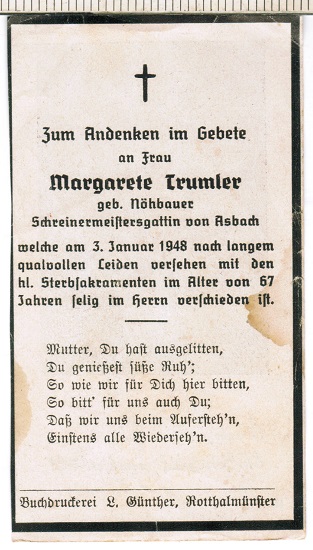 Zum Andenken im Gebete
an Frau
Margarete Trumler
geb. Nöhbauer
Schreinermeistersgattin von Asbach
welche am 3. Januar 1948 nach langem
qualvollen Leiden versehen mit den
hl. Sterbsakramenten im Alter von 67
Jahren selig im Herrn verschieden ist.
Mutter, Du hast ausgelitten,
Du genießest süße Ruh';
So wie wir für Dich hier bitten,
So bitt' für uns auch Du;
Daß wir uns beim Aufersteh'n,
Einstens alle Wiederseh'n.
Buchdruckerei L. Günther, Rotthalmünster